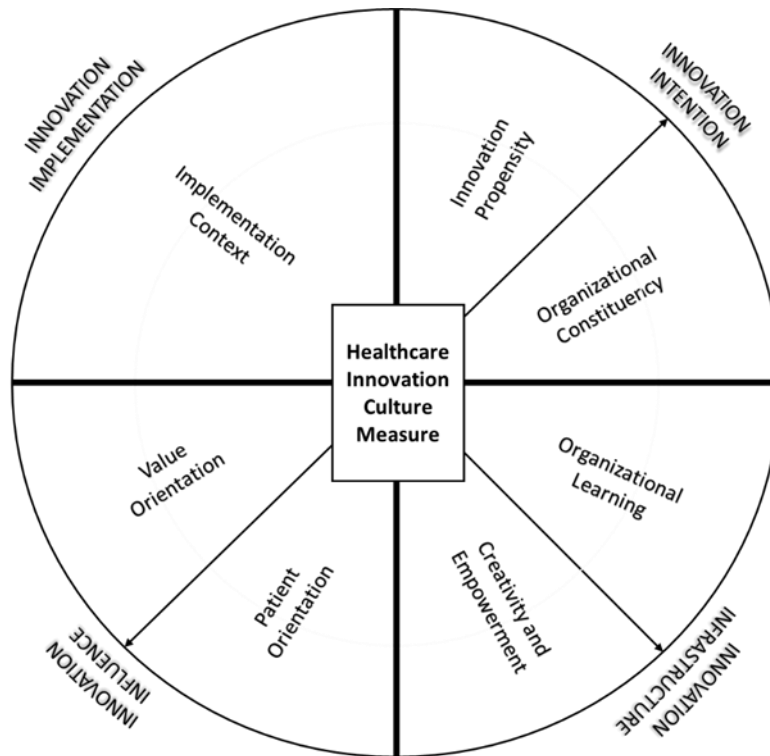 INNOVATION
IMPLEMENTATION
INNOVATION
INTENTION
Implementation
Context
Innovation
Propensity
Organizational
Constituency
Healthcare
Innovation
Culture
Measure
Value
Orientation
Patient
Orientation
Creativity and
Empowerment
Organizational
Learning
INFLUENCE
INNOVATION
INFRASTRUCTURE
INNOVATION